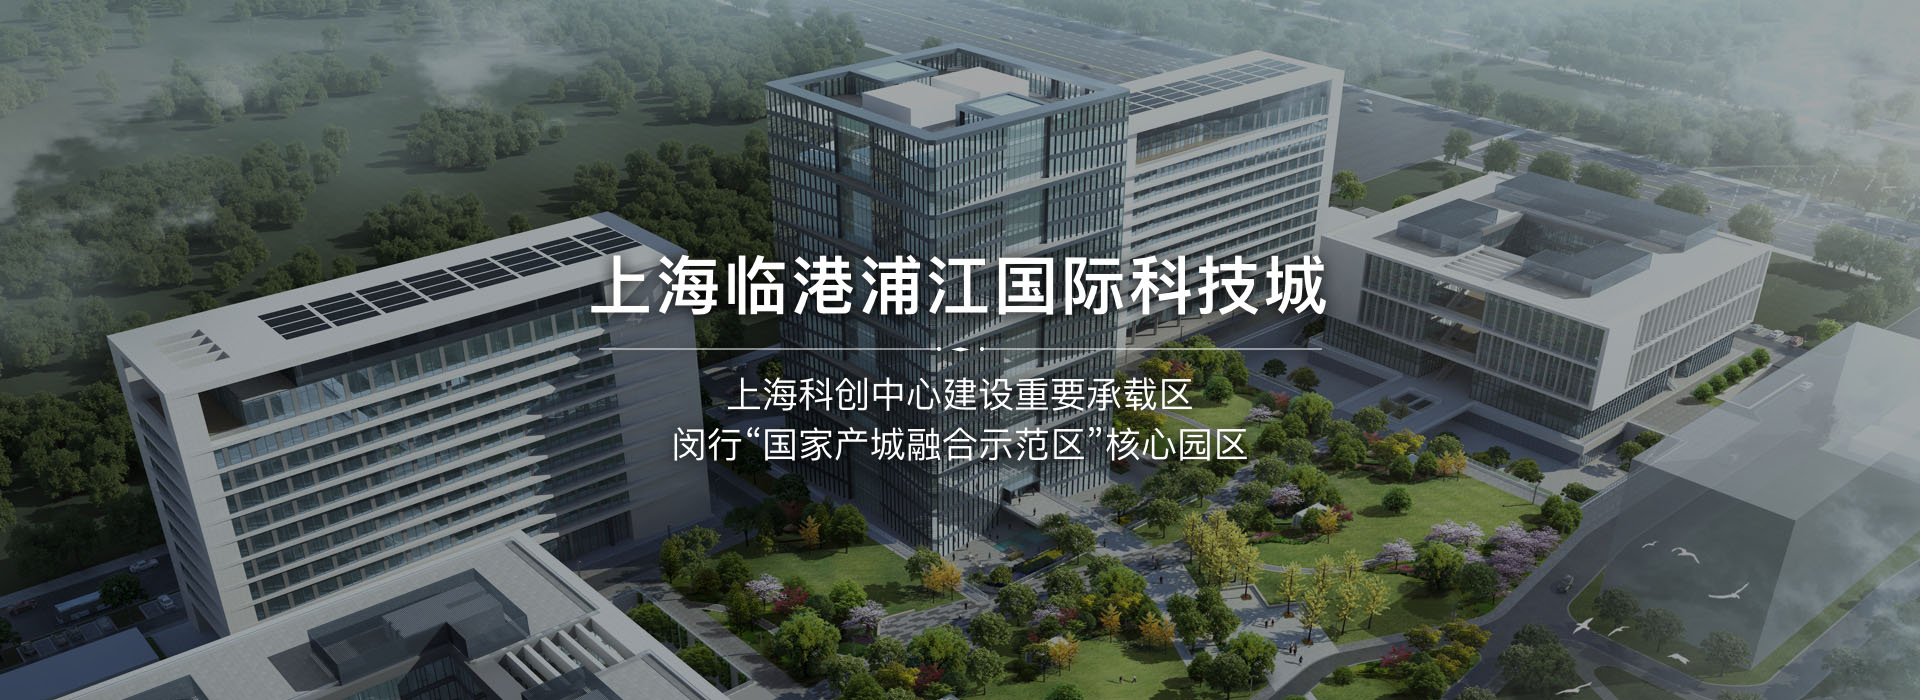 上海临港浦江国际科技城
上海科创中心建设重要承载区
闵行“国家产城融合示范区”核心园区